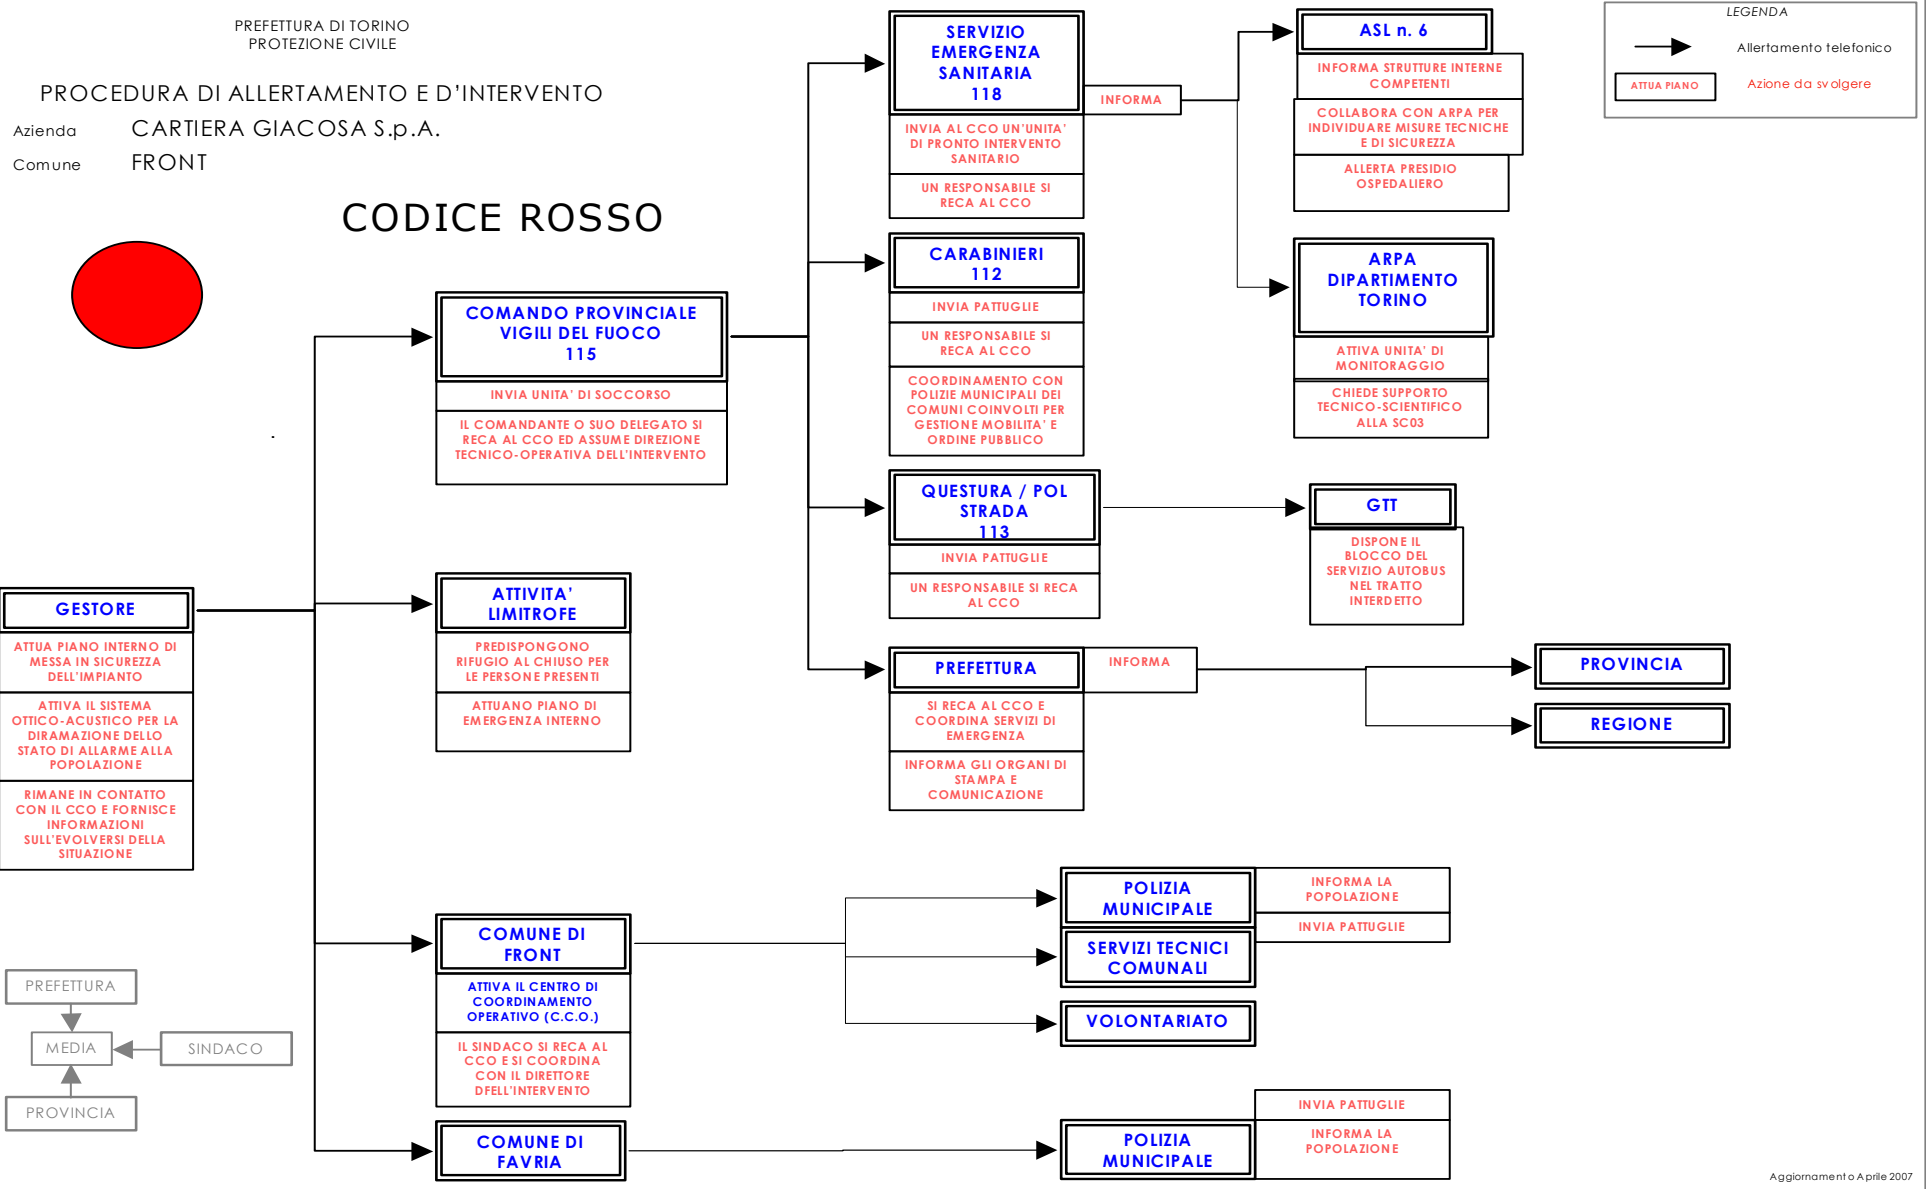 PREFETTURA DI TORINO
PROTEZIONE CIVILE
PROCEDURA DI ALLERTAMENTO E D'INTERVENTO
Azienda CARTIERA GIACOSA S.p.A.
Comune FRONT
CODICE ROSSO
LEGENDA
Allertamento telefonico
ATTUA PIANO
Azione da svolgere
GESTORE
ATTUA PIANO INTERNO DI
MESSA IN SICUREZZA
DELL'IMPIANTO
ATTIVA IL SISTEMA
OTTICO-ACUSTICO PER LA
DIRAMAZIONE DELLO
STATO DI ALLARME ALLA
POPOLAZIONE
RIMANE IN CONTATTO
CON IL CCO E FORNISCE
INFORMAZIONI
SULL'EVOLVERSI DELLA
SITUAZIONE
PREFETTURA
MEDIA
SINDACO
PROVINCIA
COMANDO PROVINCIALE
VIGILI DEL FUOCO
115
INVIA UNITA' DI SOCCORSO
IL COMANDANTE O SUO DELEGATO SI
RECA AL CCO ED ASSUME DIREZIONE
TECNICO-OPERATIVA DELL'INTERVENTO
.
ATTIVITA'
LIMITROFE
PREDISPONGONO
RIFUGIO AL CHIUSO PER
LE PERSONE PRESENTI
ATTUANO PIANO DI
EMERGENZA INTERNO
COMUNE DI
FRONT
ATTIVA IL CENTRO DI
COORDINAMENTO
OPERATIVO (C.C.O.)
IL SINDACO SI RECA AL
CCO E SI COORDINA
CON IL DIRETTORE
DFELL'INTERVENTO
COMUNE DI
FAVRIA
SERVIZIO
EMERGENZA
SANITARIA
118
INFORMA
INVIA AL CCO UN'UNITA'
DI PRONTO INTERVENTO
SANITARIO
UN RESPONSABILE SI
RECA AL CCO
CARABINIERI
112
INVIA PATTUGLIE
UN RESPONSABILE SI
RECA AL CCO
COORDINAMENTO CON
POLIZIE MUNICIPALI DEI
COMUNI COINVOLTI PER
GESTIONE MOBILITA' E
ORDINE PUBBLICO
QUESTURA / POL
STRADA
113
INVIA PATTUGLIE
UN RESPONSABILE SI RECA
AL CCO
PREFETTURA
INFORMA
SI RECA AL CCO E
COORDINA SERVIZI DI
EMERGENZA
INFORMA GLI ORGANI DI
STAMPA E
COMUNICAZIONE
ASL n. 6
INFORMA STRUTTURE INTERNE
COMPETENTI
COLLABORA CON ARPA PER
INDIVIDUARE MISURE TECNICHE
E DI SICUREZZA
ALLERTA PRESIDIO
OSPEDALIERO
ARPA
DIPARTIMENTO
TORINO
ATTIVA UNITA' DI
MONITORAGGIO
CHIEDE SUPPORTO
TECNICO-SCIENTIFICO
ALLA SC03
GTT
DISPONE IL
BLOCCO DEL
SERVIZIO AUTOBUS
NEL TRATTO
INTERDETTO
PROVINCIA
REGIONE
POLIZIA
MUNICIPALE
INFORMA LA
POPOLAZIONE
INVIA PATTUGLIE
SERVIZI TECNICI
COMUNALI
VOLONTARIATO
POLIZIA
MUNICIPALE
INVIA PATTUGLIE
INFORMA LA
POPOLAZIONE
Aggiornamento Aprile 2007